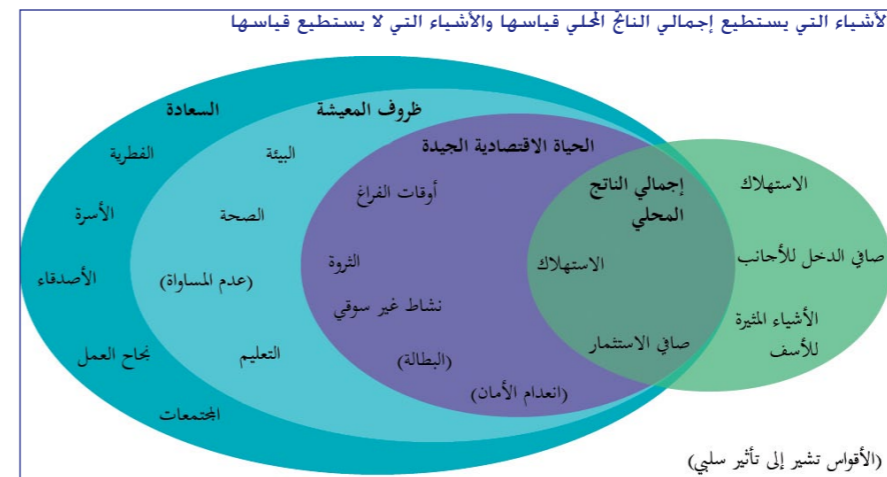 لأشياء التي يستطيع إجمالي الناتج المحلي قياسها والأشياء التي لا يستطيع قياسها
السعادة
الفطرية
الأسرة
الأصدقاء
نجاح العمل
المجتمعات
ظروف المعيشة
البيئة
الصحة
(عدم المساواة)
التعليم
الحياة الاقتصادية الجيدة
أوقات الفراغ
الثروة
نشاط غير سوقي
(البطالة)
(انعدام الأمان)
إجمالي الناتج
المحلي
الاستهلاك
صافي الاستثمار
الاستهلاك
صافي الدخل للأجانب
الأشياء المثيرة
للأسف
(الأقواس تشير إلى تأثير سلبي)